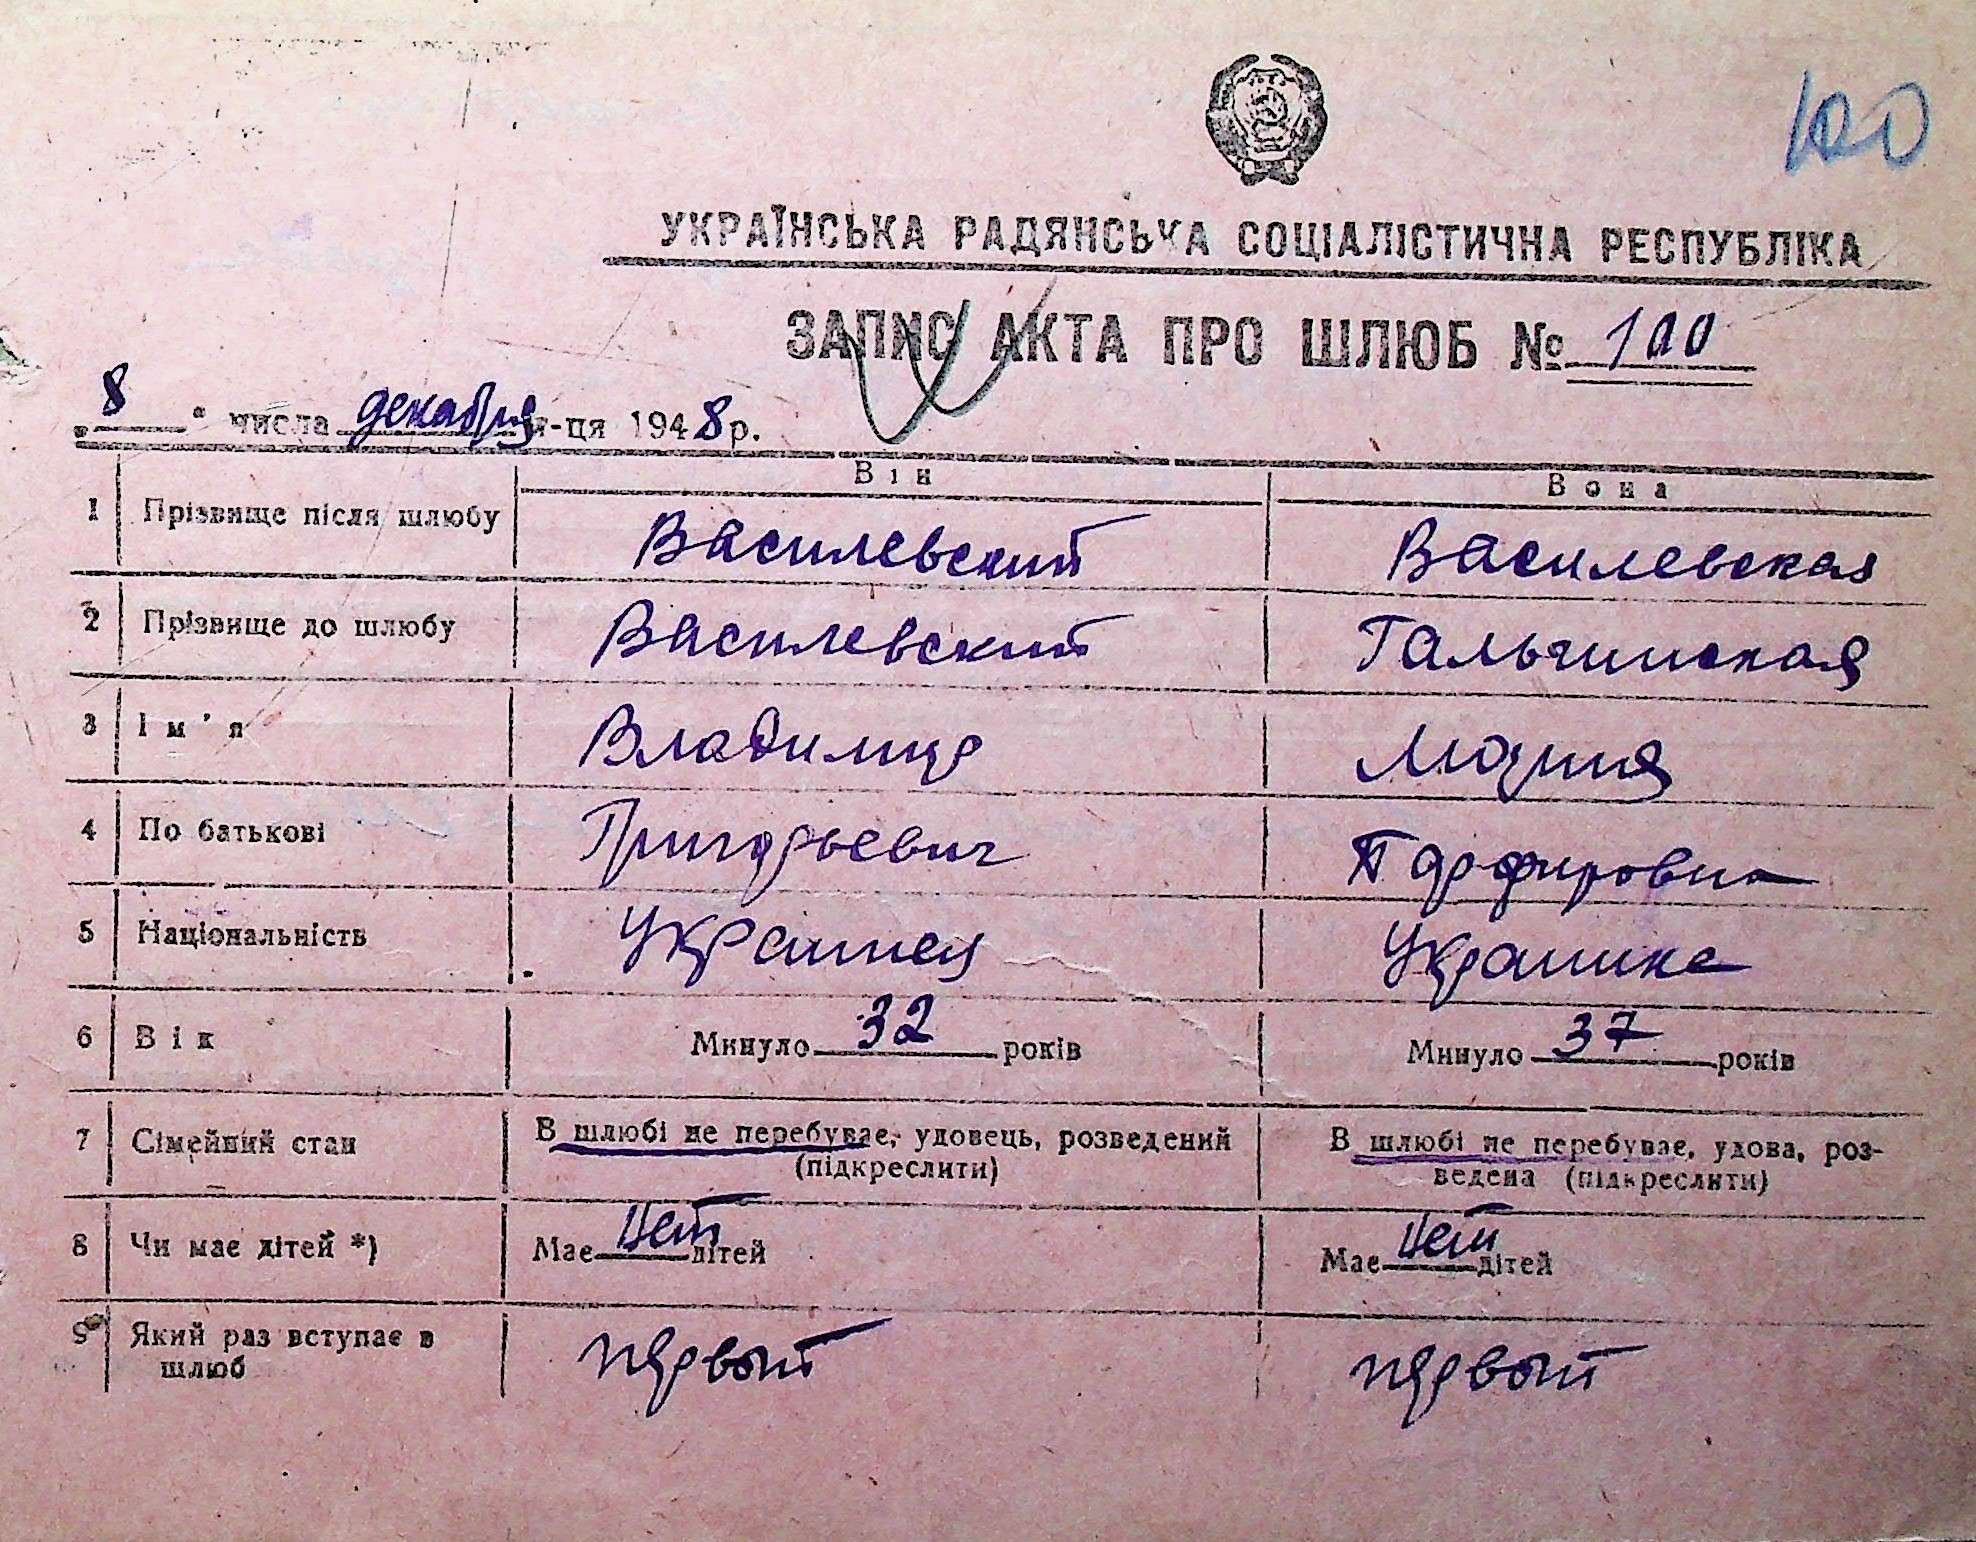 100
УКРАЇНСЬКА РАДЯНСЬКА СОЦІАЛІСТИЧНА РЕСПУБЛІКА
ЗАПИС АКТА ПРО ШЛЮБ № 100
„ 8 " числа декабря м-ця 1948 р.
Він Вона
1 Прізвище після шлюбу Василевский Василевская
2 Прізвище до шлюбу Василевский Гальчинская
3 Ім'я Владимир Мария
4 По батькові Григорьевич Порфировна
5 Національність Украинец Украинка
6 Вік Минуло 32 років Минуло 37 років
7 Сімейний стан В шлюбі не перебуває, удовець, розведений В шлюбі не перебуває, удова, роз-
(підкреслити) ведена (підкреслити)
8 Чи має дітей *) Має нет дітей Має нет дітей
9 Який раз вступає в первый первый
шлюб